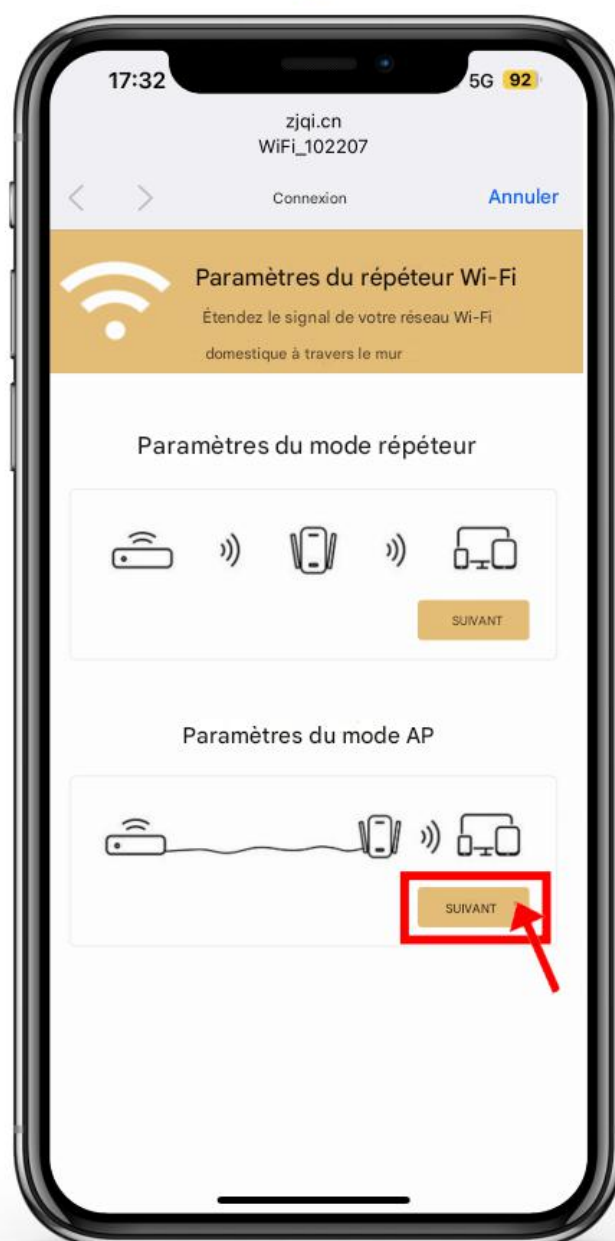 17:32
5G 92
zjqi.cn
WiFi_102207
Connexion
Annuler
Paramètres du répéteur Wi-Fi
Étendez le signal de votre réseau Wi-Fi
domestique à travers le mur
Paramètres du mode répéteur
SUIVANT
Paramètres du mode AP
SUIVANT